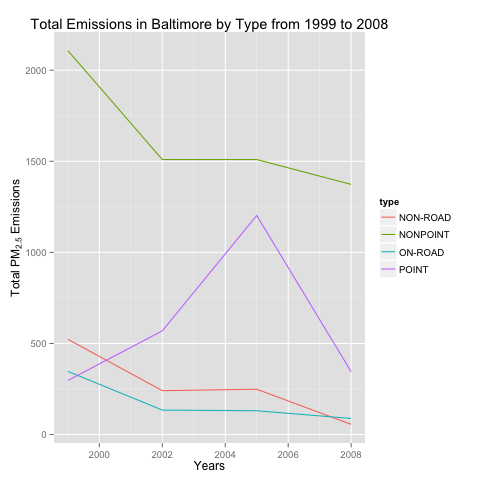 Total Emissions in Baltimore by Type from 1999 to 2008
2000
1500
1000
500
0
Total PM2.5 Emissions
2000 2002 2004 2006 2008
Years
type
NON-ROAD
NONPOINT
ON-ROAD
POINT